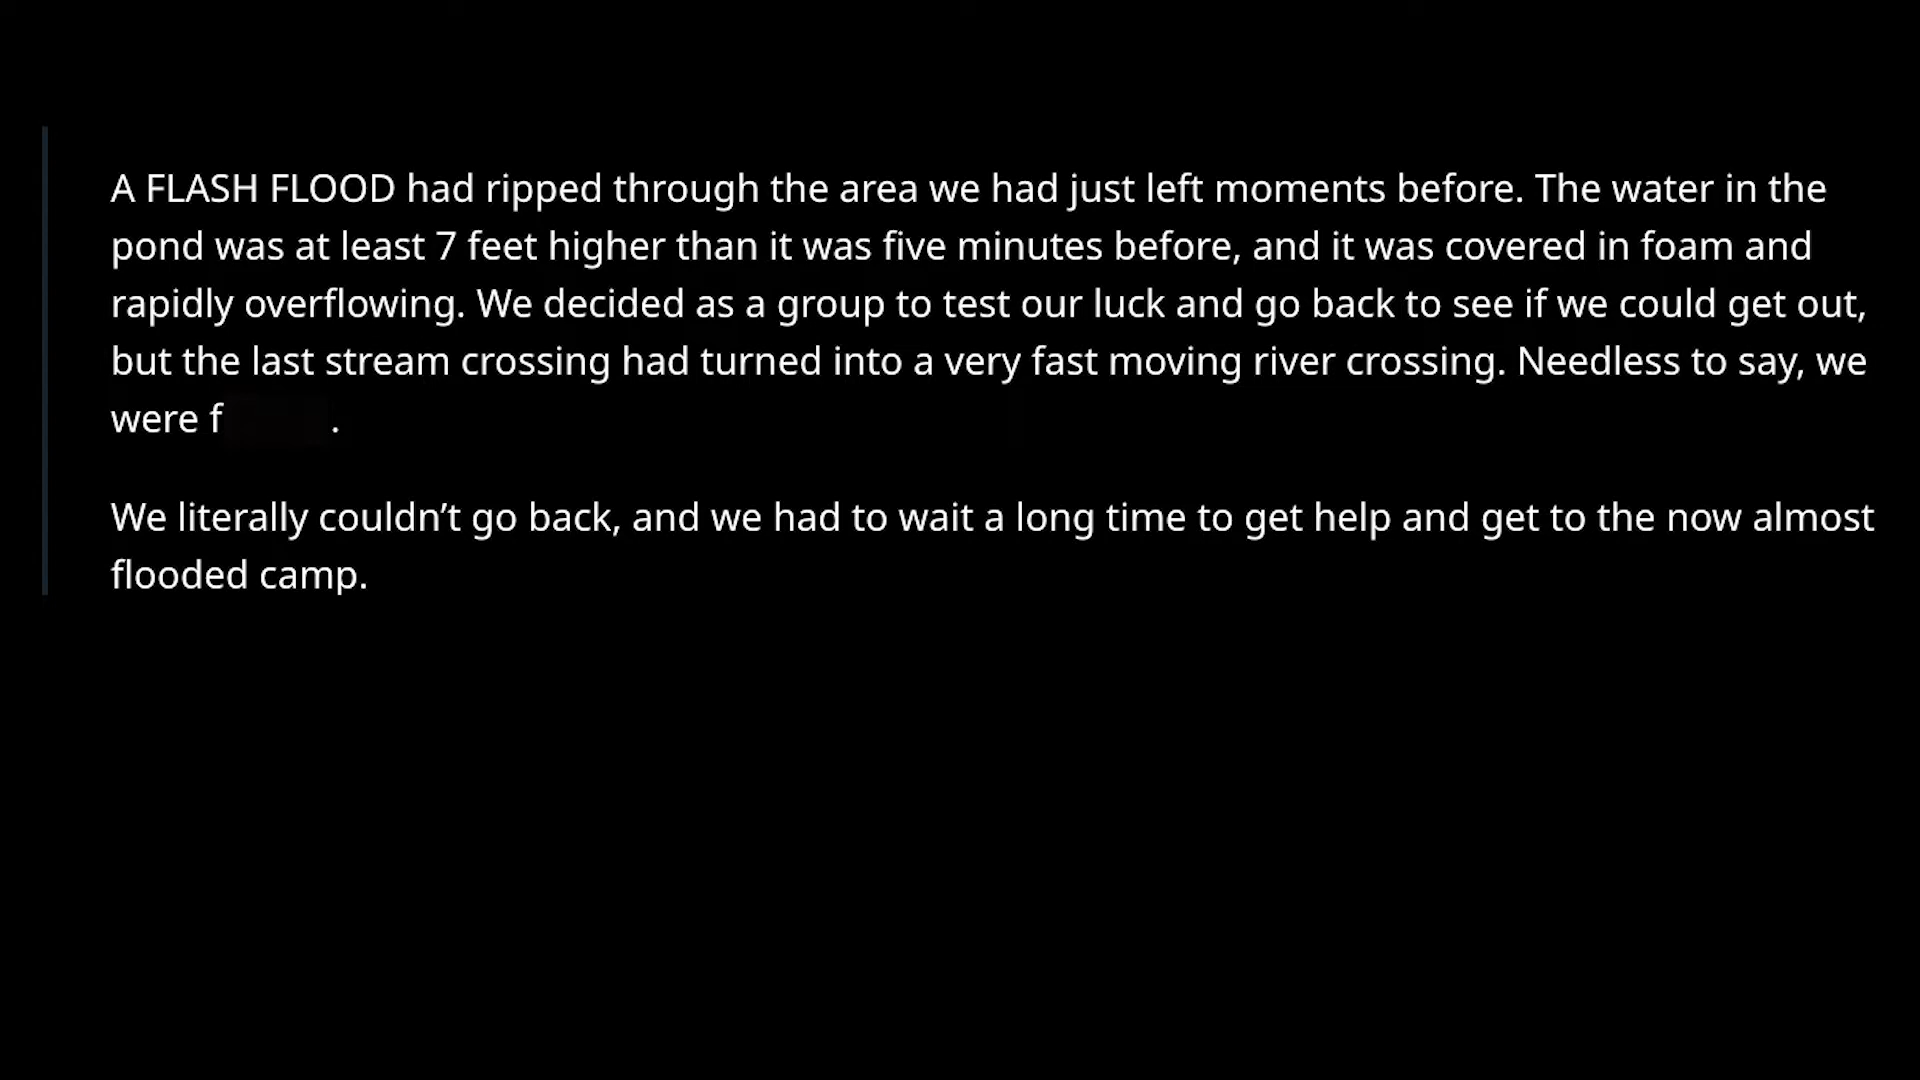 A FLASH FLOOD had ripped through the area we had just left moments before. The water in the
pond was at least 7 feet higher than it was five minutes before, and it was covered in foam and
rapidly overflowing. We decided as a group to test our luck and go back to see if we could get out,
but the last stream crossing had turned into a very fast moving river crossing. Needless to say, we
were f .
We literally couldn’t go back, and we had to wait a long time to get help and get to the now almost
flooded camp.